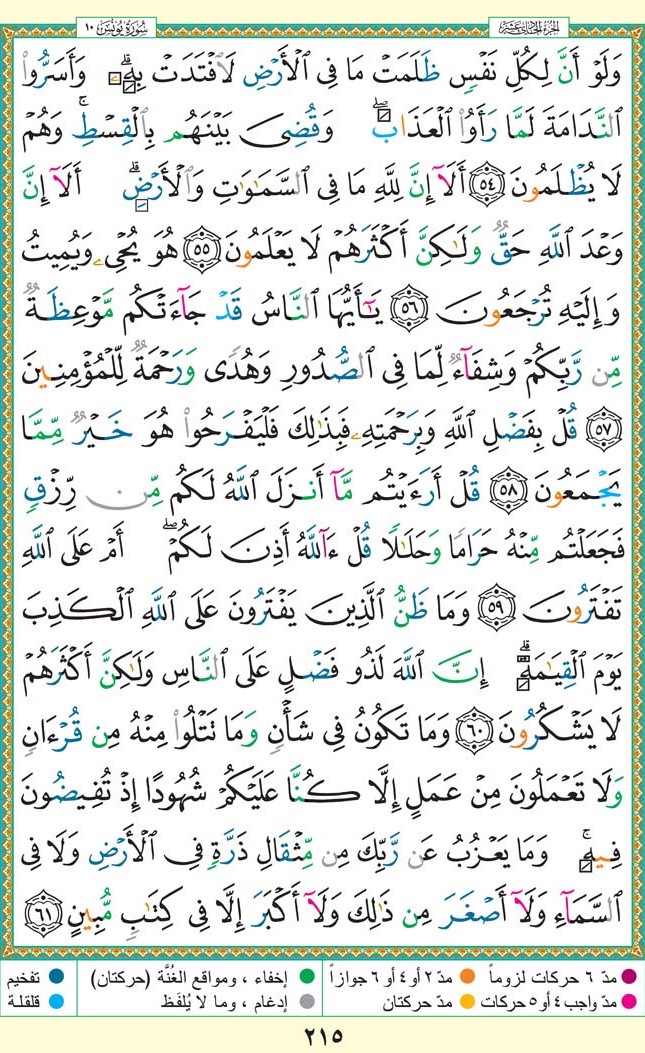 الجزء الحادي عشر
سورة يونس ١٠
وَلَوْ أَنَّ لِكُلِّ نَفْسٍ ظَلَمَتْ مَا فِى ٱلْأَرْضِ لَٱفْتَدَتْ بِهِۦ ۗ وَأَسَرُّوا۟
ٱلنَّدَامَةَ لَمَّا رَأَوُا۟ ٱلْعَذَابَ ۖ وَقُضِىَ بَيْنَهُم بِٱلْقِسْطِ ۚ وَهُمْ
لَا يُظْلَمُونَ ٥٤ أَلَآ إِنَّ لِلَّهِ مَا فِى ٱلسَّمَـٰوَٰتِ وَٱلْأَرْضِ ۗ أَلَآ إِنَّ
وَعْدَ ٱللَّهِ حَقٌّ وَلَـٰكِنَّ أَكْثَرَهُمْ لَا يَعْلَمُونَ ٥٥ هُوَ يُحْىِۦ وَيُمِيتُ
وَإِلَيْهِ تُرْجَعُونَ ٥٦ يَـٰٓأَيُّهَا ٱلنَّاسُ قَدْ جَآءَتْكُم مَّوْعِظَةٌ
مِّن رَّبِّكُمْ وَشِفَآءٌ لِّمَا فِى ٱلصُّدُورِ وَهُدًى وَرَحْمَةٌ لِّلْمُؤْمِنِينَ
٥٧ قُلْ بِفَضْلِ ٱللَّهِ وَبِرَحْمَتِهِۦ فَبِذَٰلِكَ فَلْيَفْرَحُوا۟ هُوَ خَيْرٌ مِّمَّا
يَجْمَعُونَ ٥٨ قُلْ أَرَءَيْتُم مَّآ أَنزَلَ ٱللَّهُ لَكُم مِّن رِّزْقٍ
فَجَعَلْتُم مِّنْهُ حَرَامًا وَحَلَـٰلًا قُلْ ءَآللَّهُ أَذِنَ لَكُمْ ۖ أَمْ عَلَى ٱللَّهِ
تَفْتَرُونَ ٥٩ وَمَا ظَنُّ ٱلَّذِينَ يَفْتَرُونَ عَلَى ٱللَّهِ ٱلْكَذِبَ
يَوْمَ ٱلْقِيَـٰمَةِ ۗ إِنَّ ٱللَّهَ لَذُو فَضْلٍ عَلَى ٱلنَّاسِ وَلَـٰكِنَّ أَكْثَرَهُمْ
لَا يَشْكُرُونَ ٦٠ وَمَا تَكُونُ فِى شَأْنٍ وَمَا تَتْلُوا۟ مِنْهُ مِن قُرْءَانٍ
وَلَا تَعْمَلُونَ مِنْ عَمَلٍ إِلَّا كُنَّا عَلَيْكُمْ شُهُودًا إِذْ تُفِيضُونَ
فِيهِ ۚ وَمَا يَعْزُبُ عَن رَّبِّكَ مِن مِّثْقَالِ ذَرَّةٍ فِى ٱلْأَرْضِ وَلَا فِى
ٱلسَّمَآءِ وَلَآ أَصْغَرَ مِن ذَٰلِكَ وَلَآ أَكْبَرَ إِلَّا فِى كِتَـٰبٍ مُّبِينٍ ٦١
مدّ ٦ حركات لزوماً
مدّ ٢ أو ٤ أو ٦ جوازاً
إخفاء ، ومواقع الغُنَّة (حركتان)
تفخيم
مدّ واجب ٤ أو ٥ حركات
مدّ حركتان
إدغام ، وما لا يُلفَظ
قلقلة
٢١٥